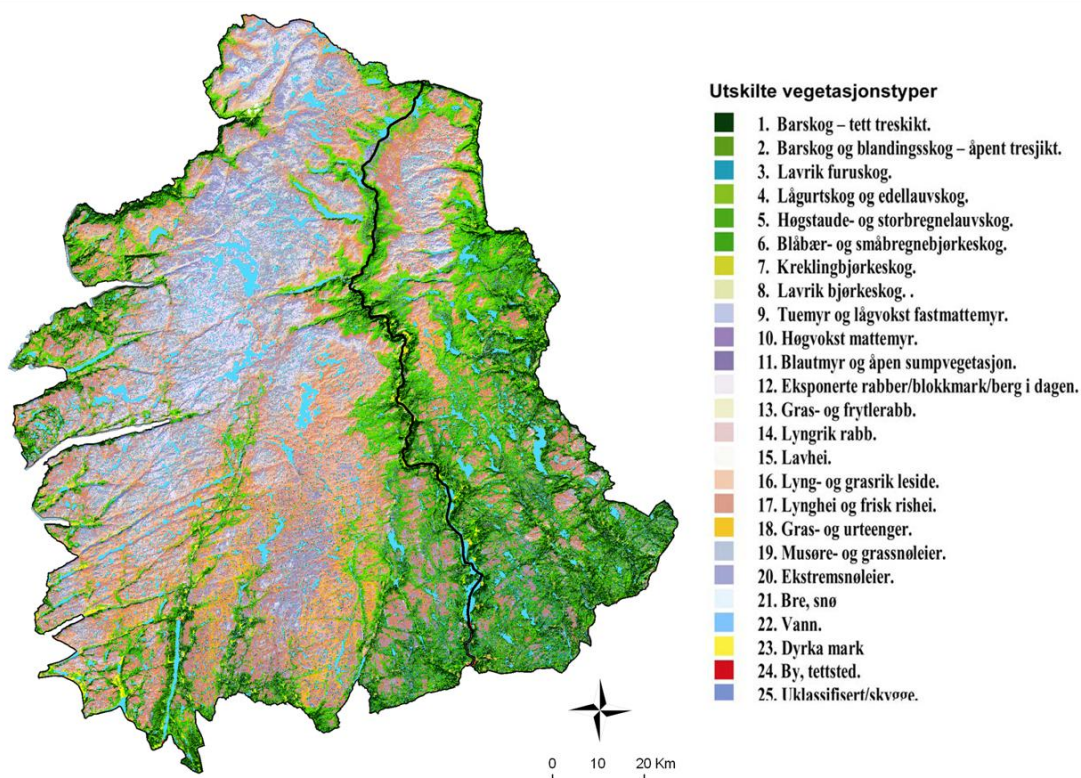 Utskilte vegetasjonstyper
1. Barskog – tett treskikt.
2. Barskog og blandingsskog – åpent tresjikt.
3. Lavrik furuskog.
4. Lågurtskog og edellauvskog.
5. Høgstaude- og storbregnelauvskog.
6. Blåbær- og småbregnebjørkeskog.
7. Kreklingbjørkeskog.
8. Lavrik bjørkeskog. .
9. Tuemyr og lågvokst fastmattemyr.
10. Høgvokst mattemyr.
11. Blautmyr og åpen sumpvegetasjon.
12. Eksponerte rabber/blokkmark/berg i dagen.
13. Gras- og frytlerabb.
14. Lyngrik rabb.
15. Lavhei.
16. Lyng- og grasrik leside.
17. Lynghei og frisk rishei.
18. Gras- og urteenger.
19. Musøre- og grassnøleier.
20. Ekstremsnøleier.
21. Bre, snø
22. Vann.
23. Dyrka mark
24. By, tettsted.
25. Uklassifisert/skygge.
0 10 20 Km